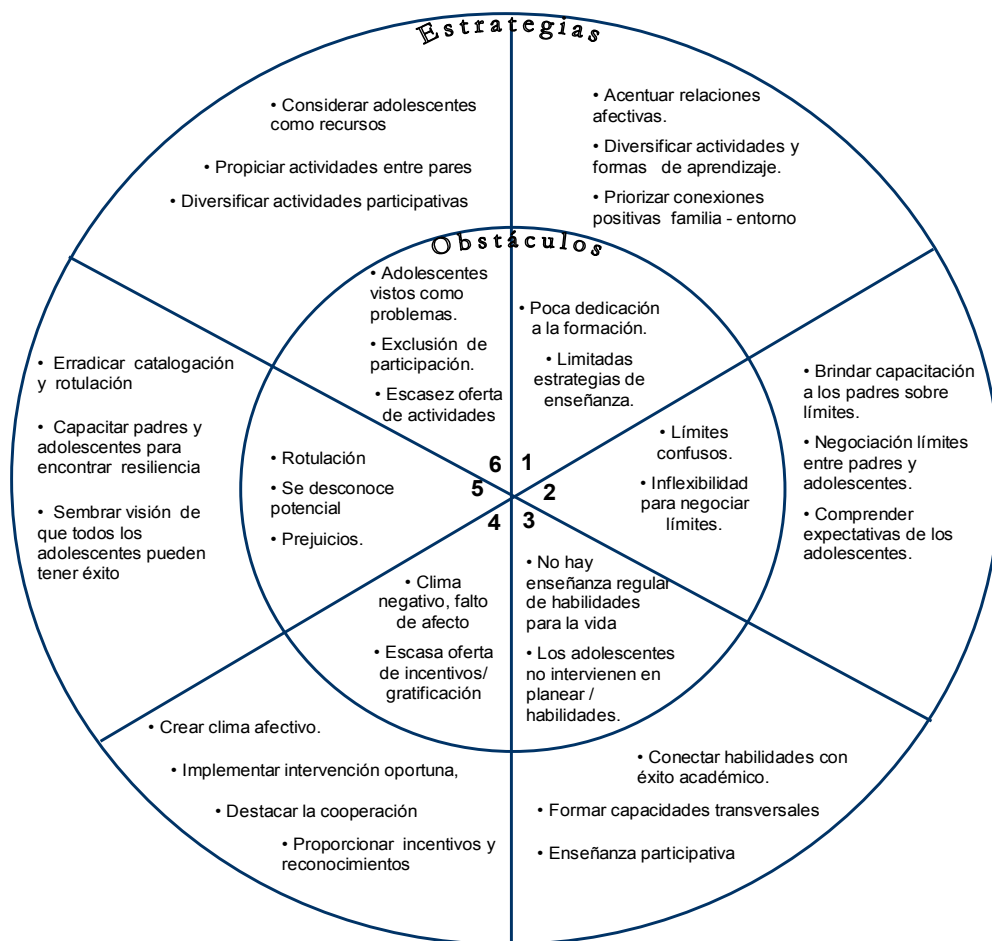 Estrategias
• Considerar adolescentes
como recursos
• Propiciar actividades entre pares
• Diversificar actividades participativas
• Acentuar relaciones
afectivas.
• Diversificar actividades y
formas de aprendizaje.
• Priorizar conexiones
positivas familia - entorno
Obstáculos
• Adolescentes
vistos como
problemas.
• Exclusión de
participación.
• Escasez oferta
de actividades
• Poca dedicación
a la formación.
• Limitadas
estrategias de
enseñanza.
• Erradicar catalogación
y rotulación
• Capacitar padres y
adolescentes para
encontrar resiliencia
• Sembrar visión de
que todos los
adolescentes pueden
tener éxito
• Rotulación
• Se desconoce
potencial
• Prejuicios.
6 1
5 2
4 3
• Límites
confusos.
• Inflexibilidad
para negociar
límites.
• Brindar capacitación
a los padres sobre
límites.
• Negociación límites
entre padres y
adolescentes.
• Comprender
expectativas de los
adolescentes.
• Clima
negativo, falto
de afecto
• Escasa oferta
de incentivos/
gratificación
• No hay
enseñanza regular
de habilidades
para la vida
• Los adolescentes
no intervienen en
planear /
habilidades.
• Crear clima afectivo.
• Implementar intervención oportuna,
• Destacar la cooperación
• Proporcionar incentivos y
reconocimientos
• Conectar habilidades con
éxito académico.
• Formar capacidades transversales
• Enseñanza participativa